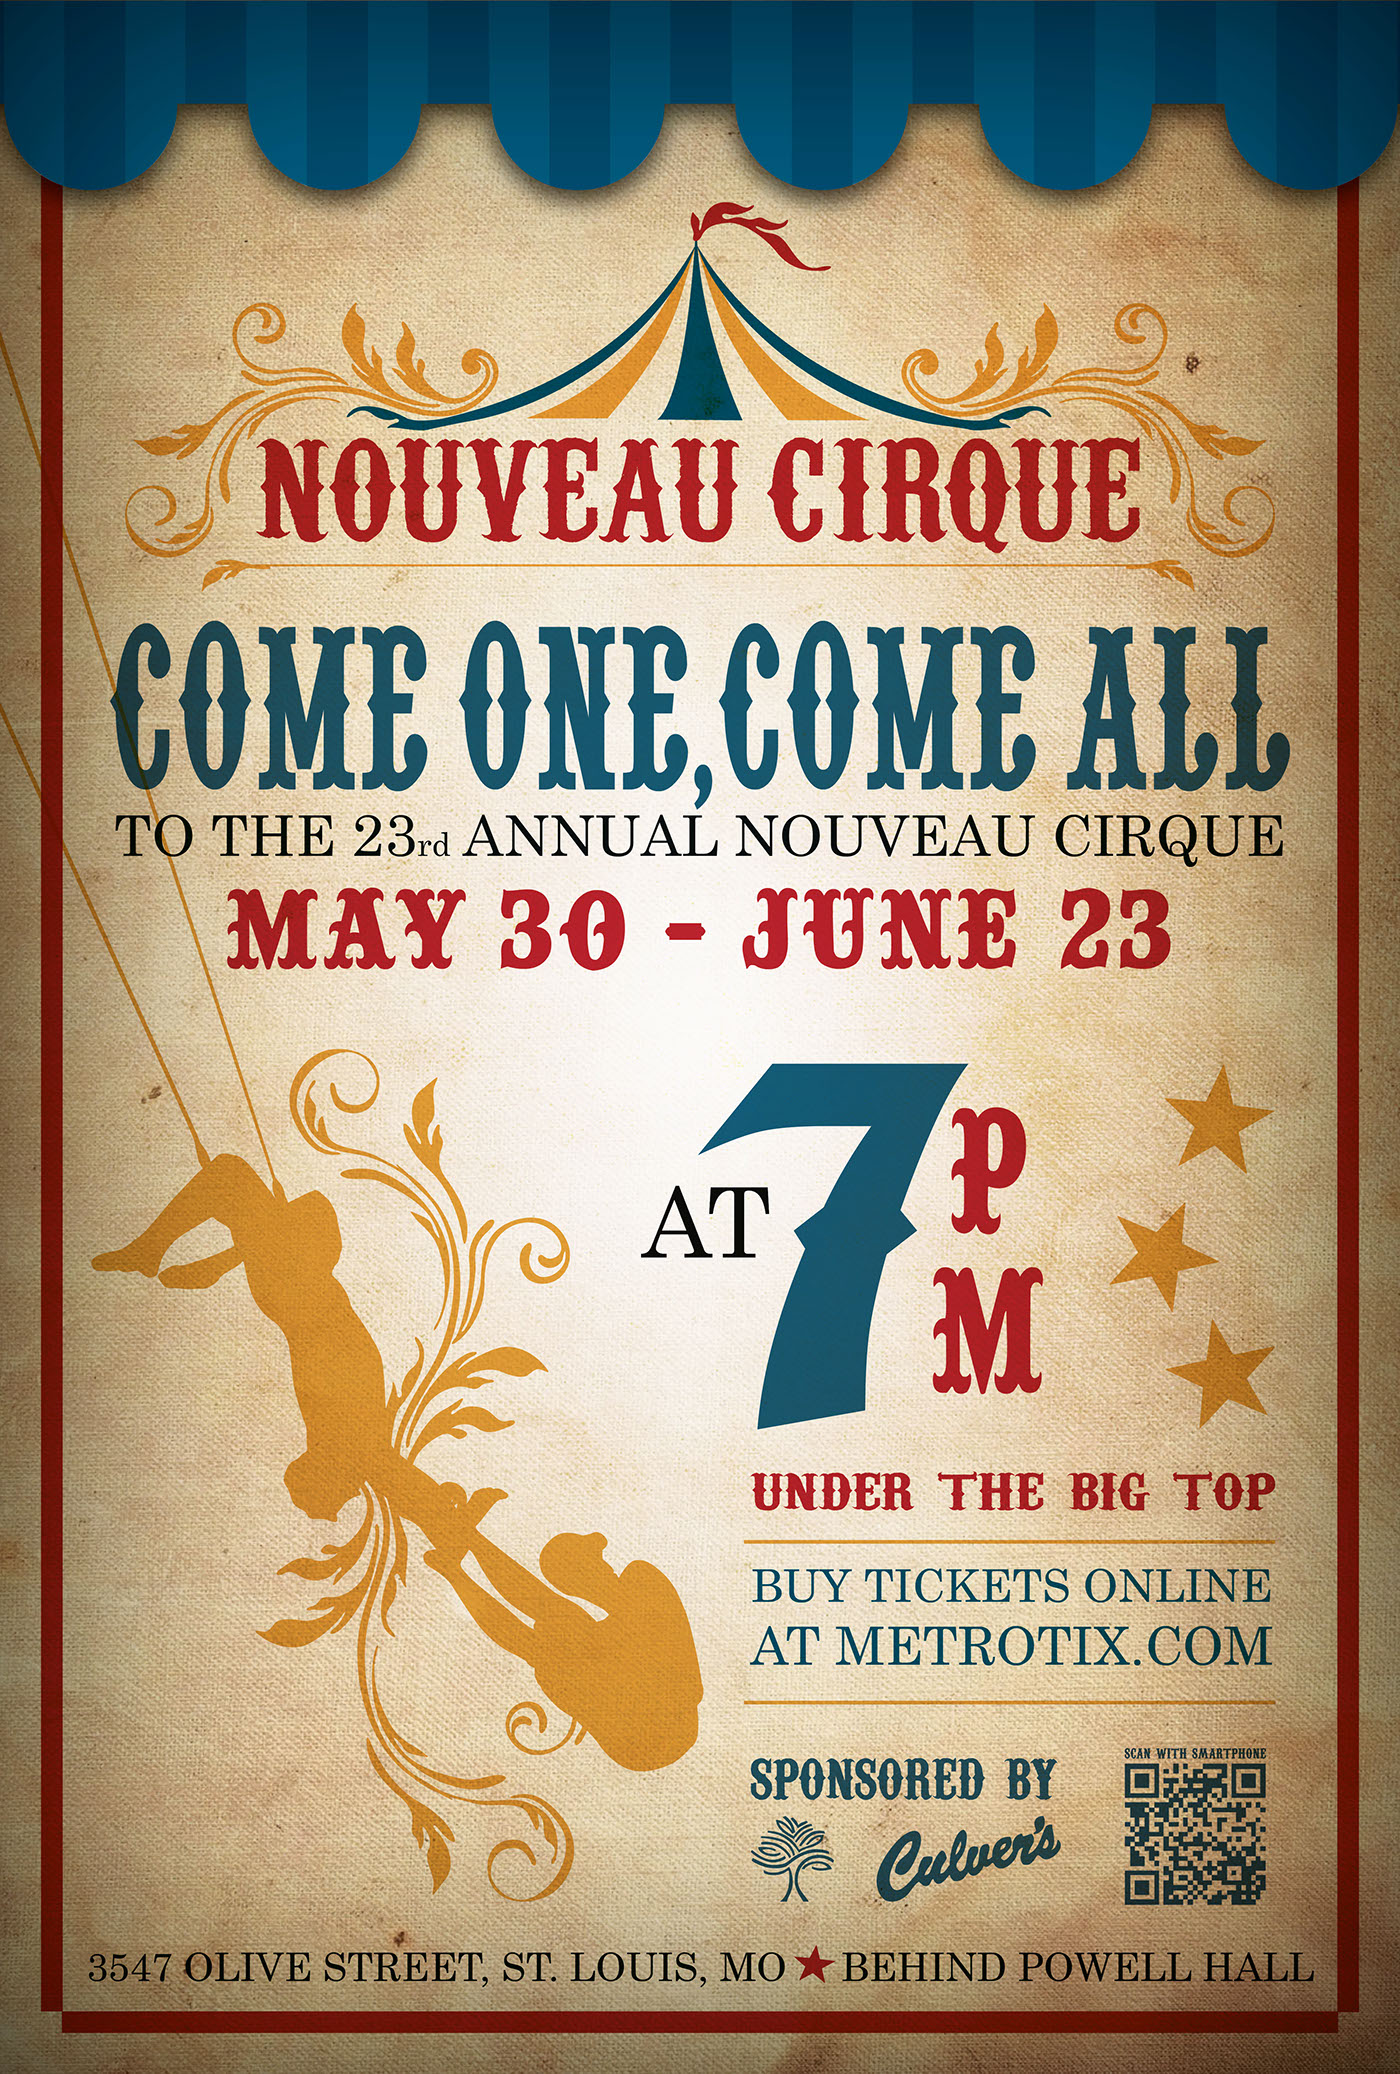 NOUVEAU CIRQUE
COME ONE, COME ALL
TO THE 23rd ANNUAL NOUVEAU CIRQUE
MAY 30 - JUNE 23
AT 7 PM
UNDER THE BIG TOP
BUY TICKETS ONLINE
AT METROTIX.COM
SPONSORED BY
Culver's
SCAN WITH SMARTPHONE
3547 OLIVE STREET, ST. LOUIS, MO ★ BEHIND POWELL HALL